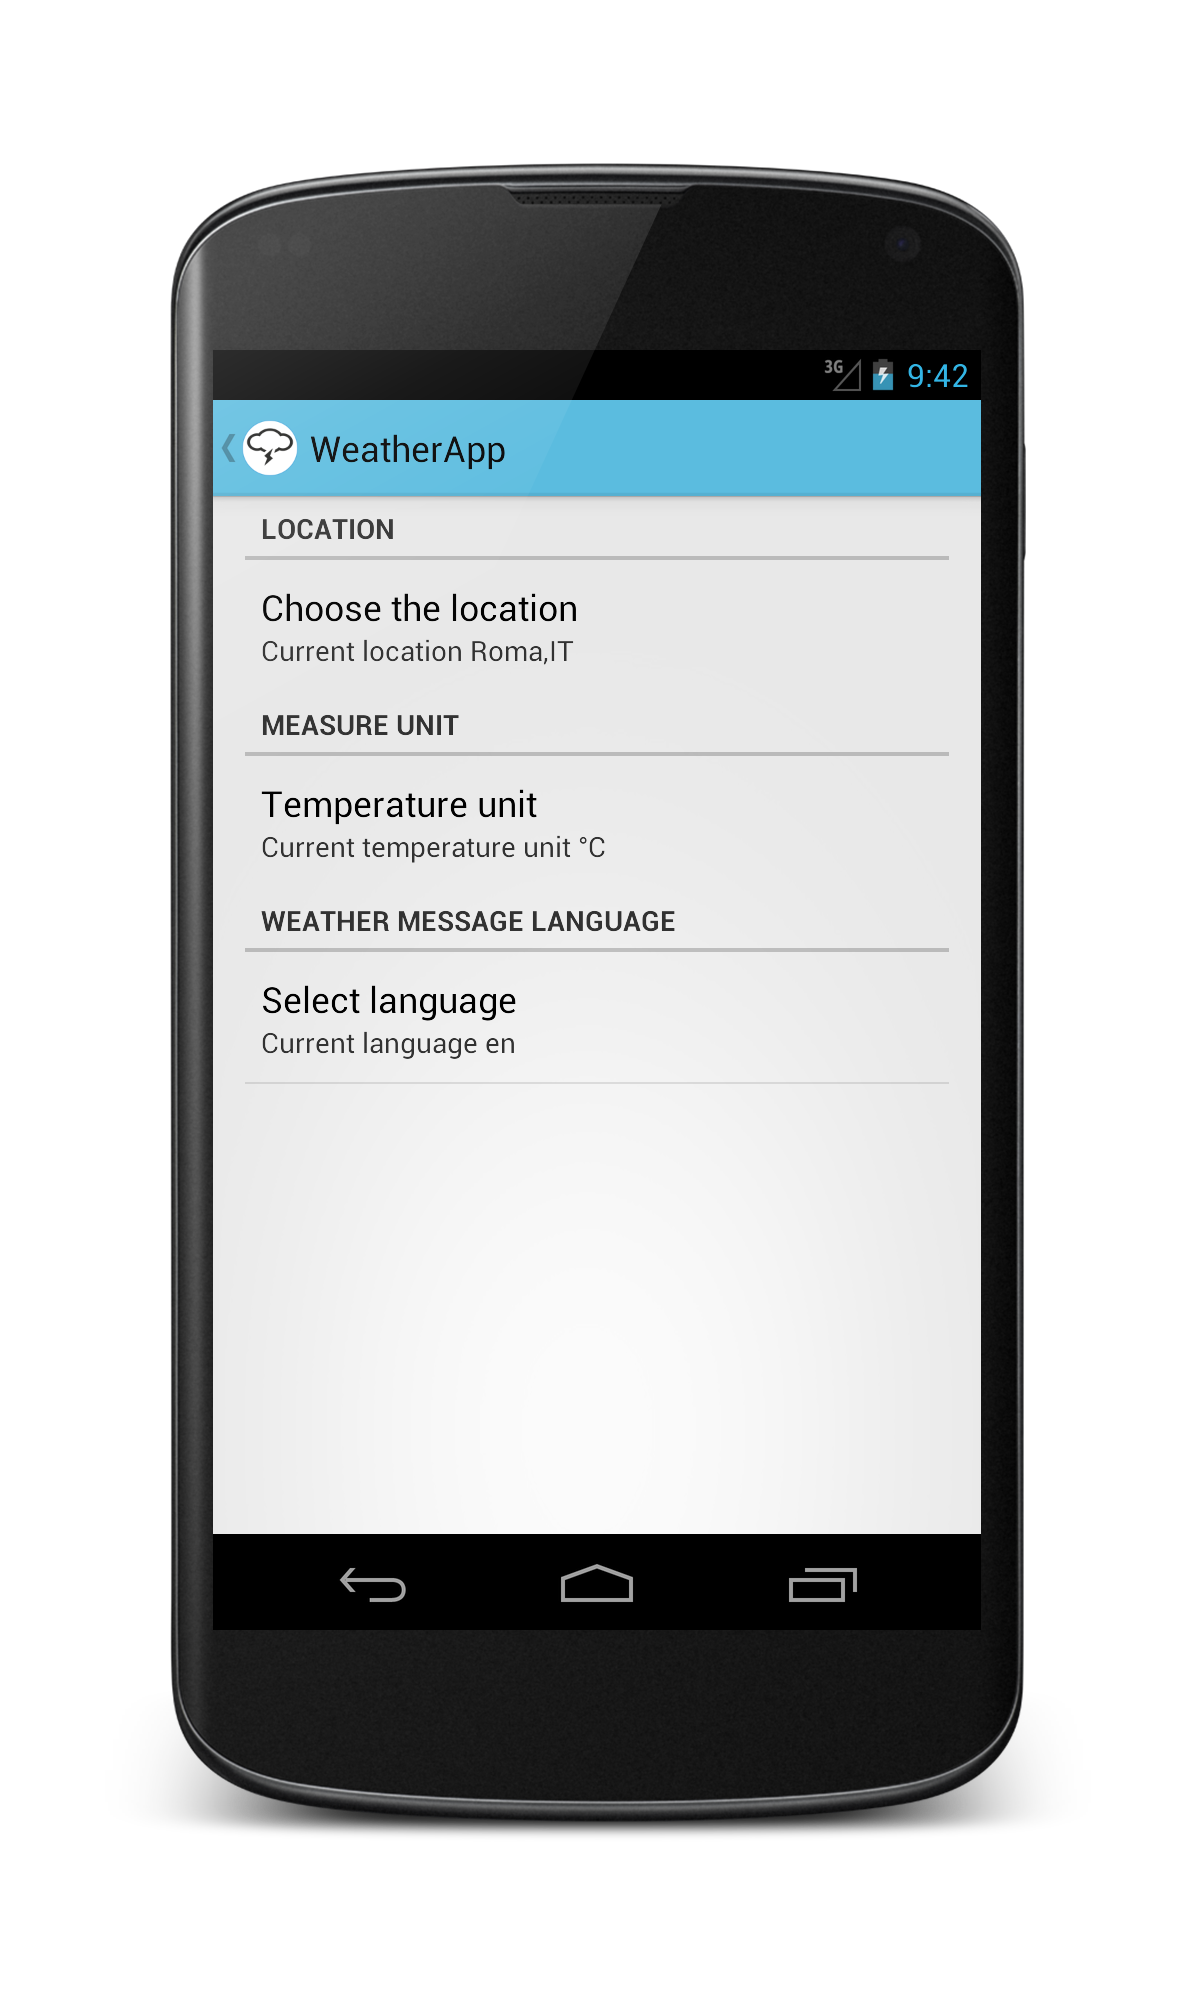 3G 9:42
WeatherApp
LOCATION
Choose the location
Current location Roma,IT
MEASURE UNIT
Temperature unit
Current temperature unit °C
WEATHER MESSAGE LANGUAGE
Select language
Current language en